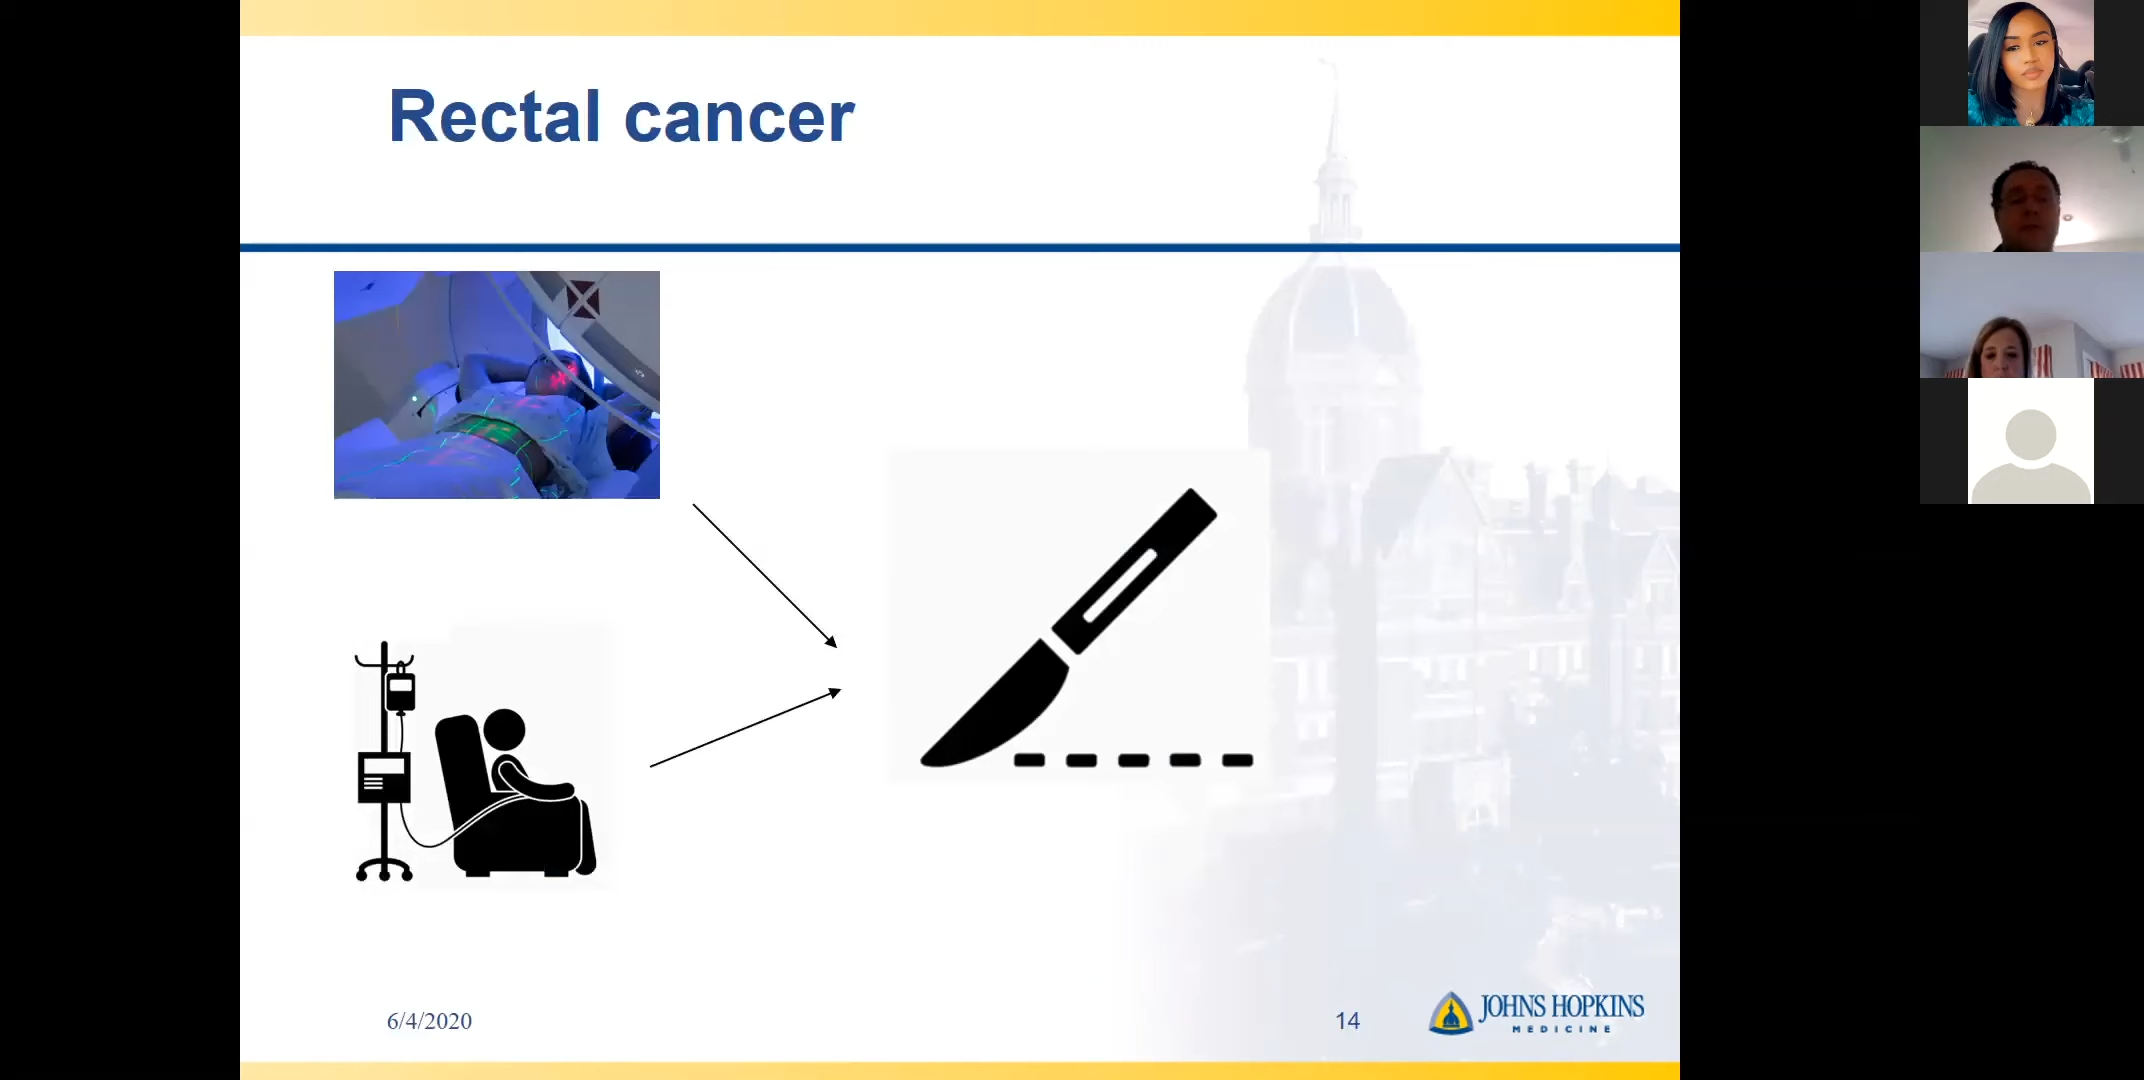 Rectal cancer
6/4/2020
14
JOHNS HOPKINS
MEDICINE